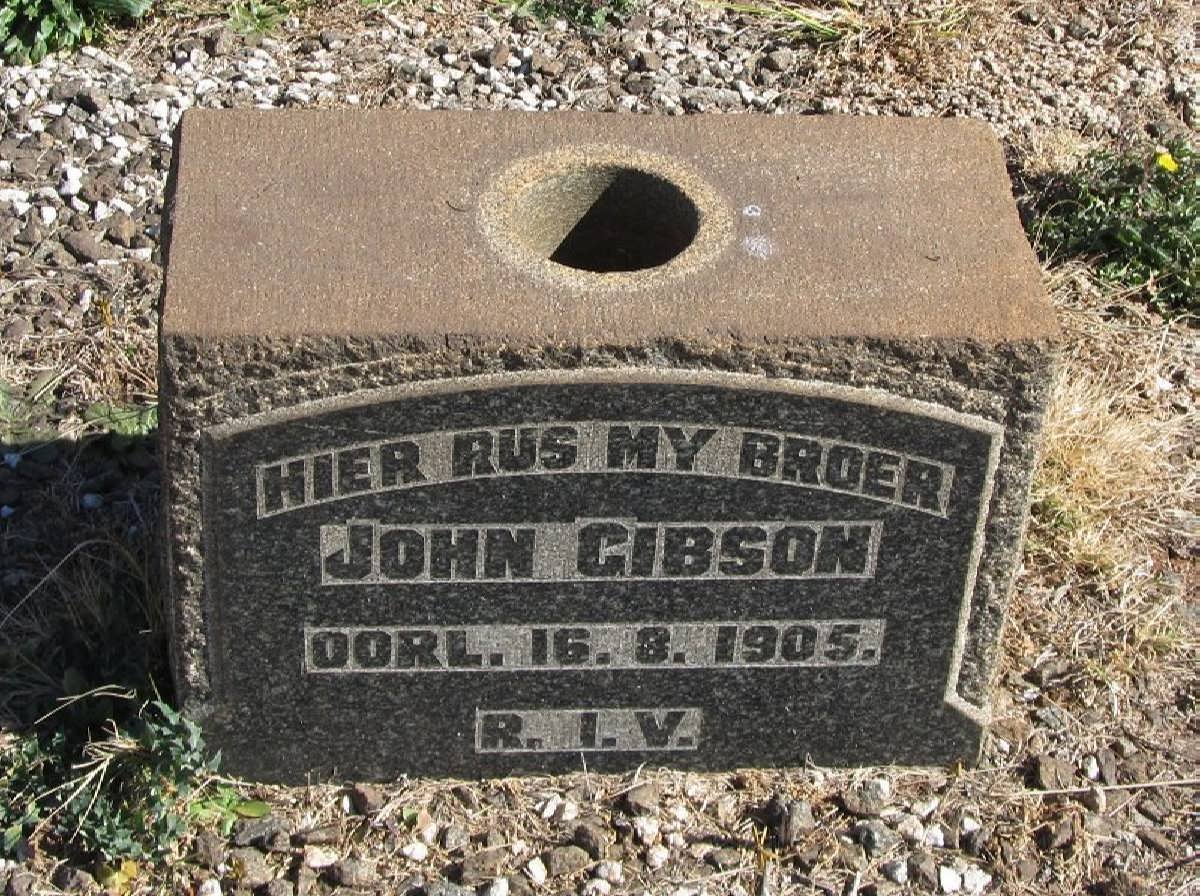 HIER RUS MY BROER
JOHN GIBSON
OORL. 16. 8. 1905.
R. I. V.